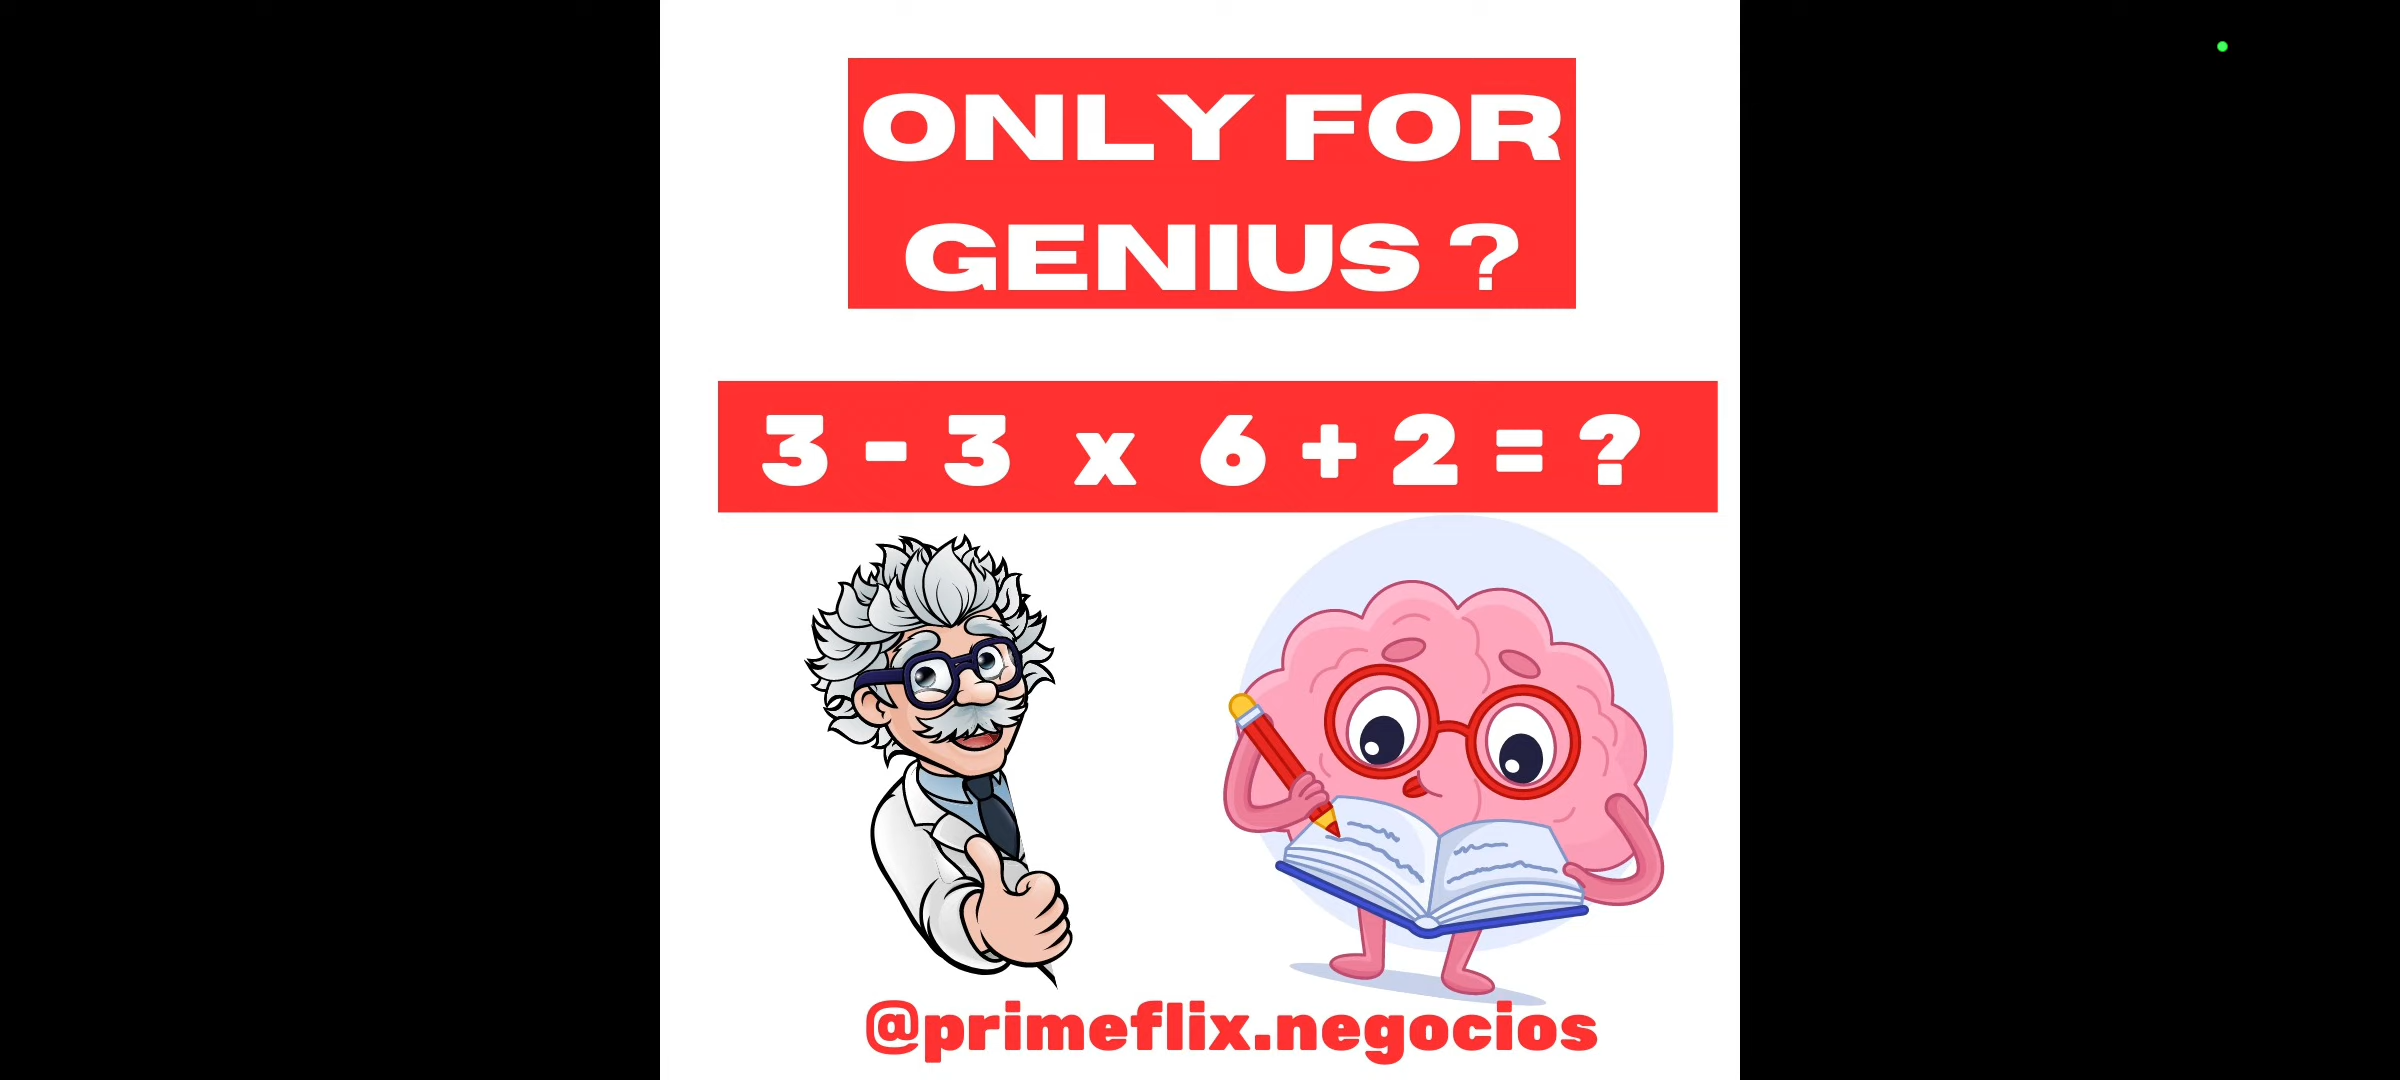 ONLY FOR
GENIUS ?
3 - 3 x 6 + 2 = ?
@primeflix.negocios